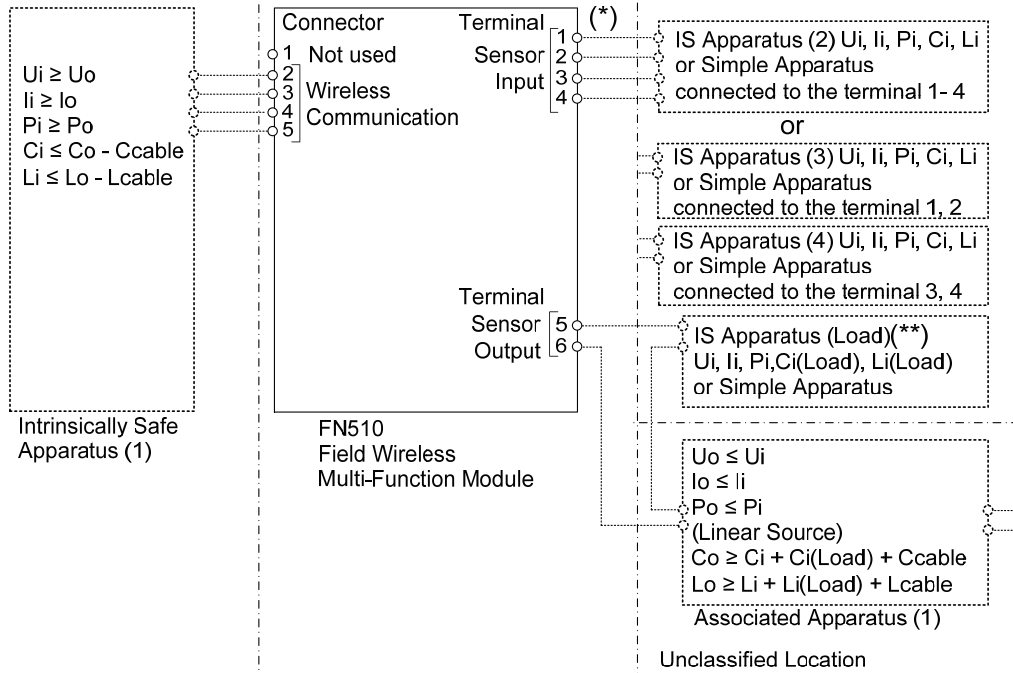 Ui ≥ Uo
Ii ≥ Io
Pi ≥ Po
Ci ≤ Co - Ccable
Li ≤ Lo - Lcable
Intrinsically Safe
Apparatus (1)
Connector
1 Not used
2
3 Wireless
4 Communication
5
Terminal
Sensor
Input
1
2
3
4
(*)
Terminal
Sensor
Output
5
6
FN510
Field Wireless
Multi-Function Module
IS Apparatus (2) Ui, Ii, Pi, Ci, Li
or Simple Apparatus
connected to the terminal 1- 4
or
IS Apparatus (3) Ui, Ii, Pi, Ci, Li
or Simple Apparatus
connected to the terminal 1, 2
IS Apparatus (4) Ui, Ii, Pi, Ci, Li
or Simple Apparatus
connected to the terminal 3, 4
IS Apparatus (Load)(**)
Ui, Ii, Pi,Ci(Load), Li(Load)
or Simple Apparatus
Uo ≤ Ui
Io ≤ Ii
Po ≤ Pi
(Linear Source)
Co ≥ Ci + Ci(Load) + Ccable
Lo ≥ Li + Li(Load) + Lcable
Associated Apparatus (1)
Unclassified Location